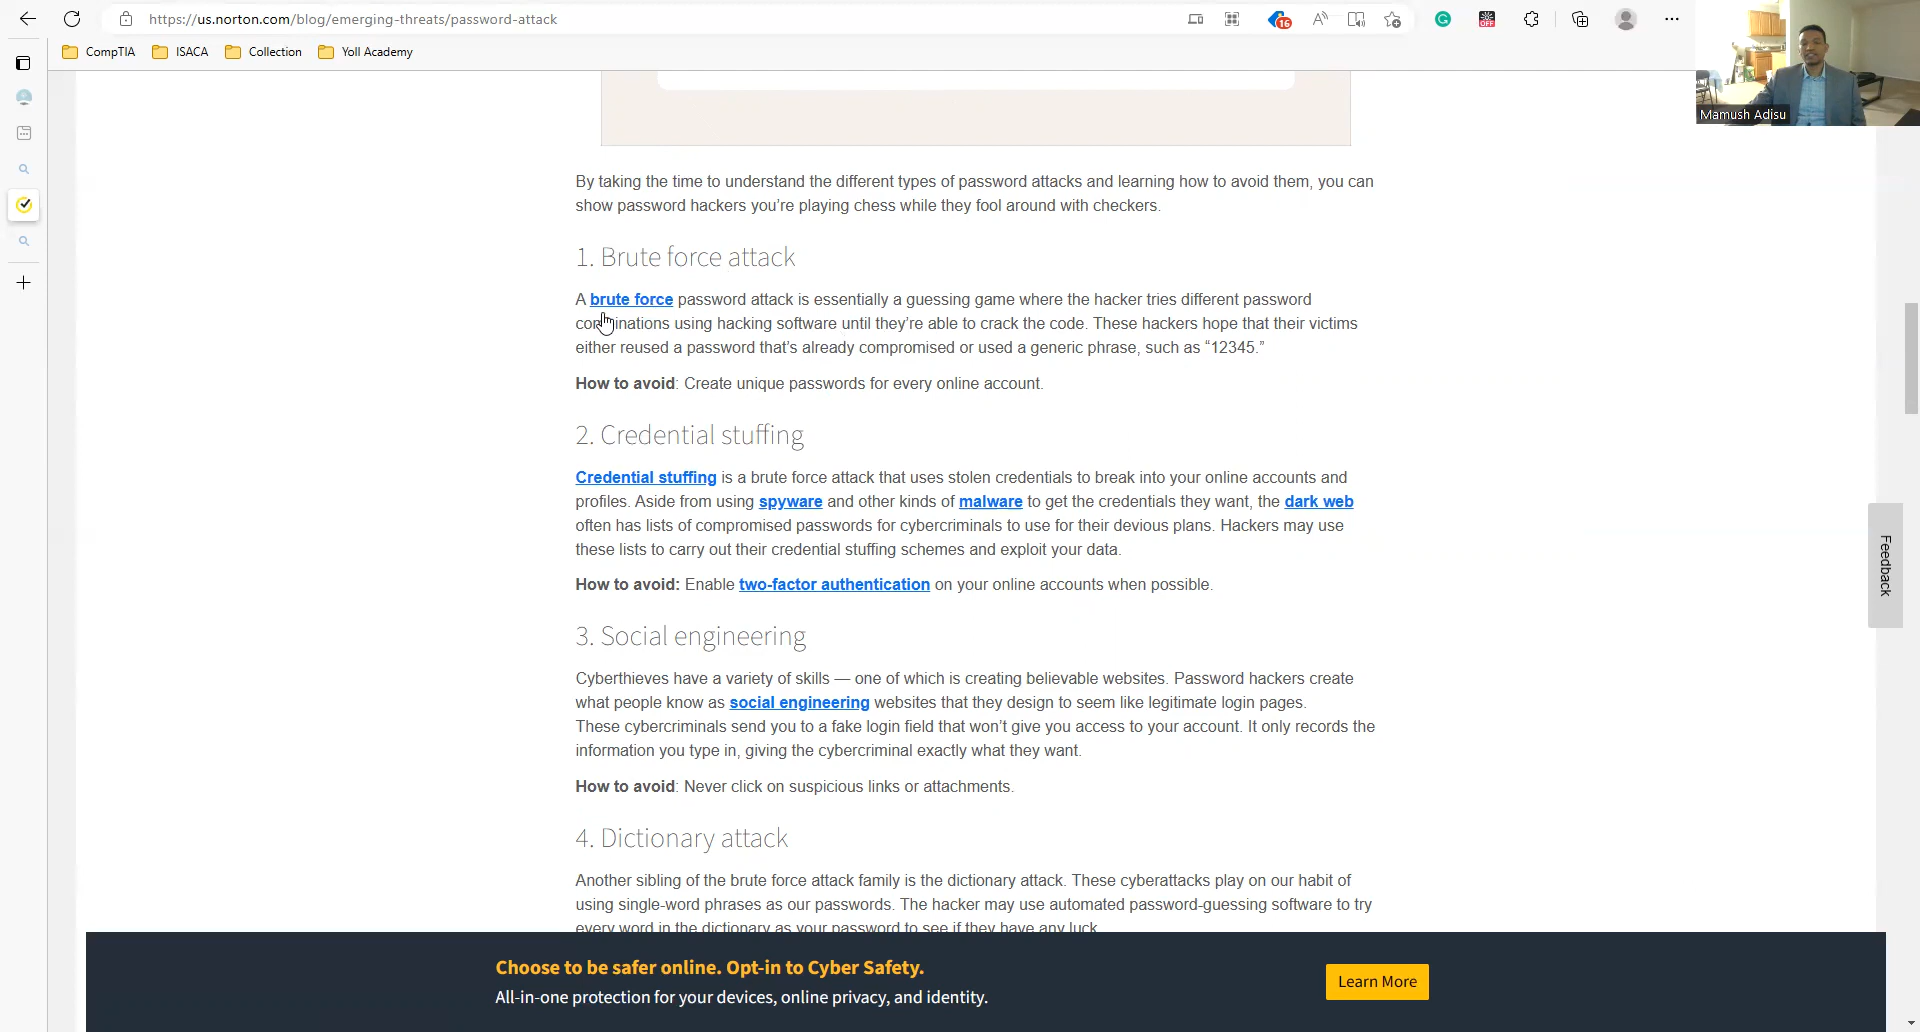 https://us.norton.com/blog/emerging-threats/password-attack
16
OFF
CompTIA
ISACA
Collection
Yoll Academy
Mamush Adisu
By taking the time to understand the different types of password attacks and learning how to avoid them, you can
show password hackers you’re playing chess while they fool around with checkers.
1. Brute force attack
A brute force password attack is essentially a guessing game where the hacker tries different password
combinations using hacking software until they’re able to crack the code. These hackers hope that their victims
either reused a password that’s already compromised or used a generic phrase, such as “12345.”
How to avoid: Create unique passwords for every online account.
2. Credential stuffing
Credential stuffing is a brute force attack that uses stolen credentials to break into your online accounts and
profiles. Aside from using spyware and other kinds of malware to get the credentials they want, the dark web
often has lists of compromised passwords for cybercriminals to use for their devious plans. Hackers may use
these lists to carry out their credential stuffing schemes and exploit your data.
How to avoid: Enable two-factor authentication on your online accounts when possible.
Feedback
3. Social engineering
Cyberthieves have a variety of skills — one of which is creating believable websites. Password hackers create
what people know as social engineering websites that they design to seem like legitimate login pages.
These cybercriminals send you to a fake login field that won’t give you access to your account. It only records the
information you type in, giving the cybercriminal exactly what they want.
How to avoid: Never click on suspicious links or attachments.
4. Dictionary attack
Another sibling of the brute force attack family is the dictionary attack. These cyberattacks play on our habit of
using single-word phrases as our passwords. The hacker may use automated password-guessing software to try
every word in the dictionary as your password to see if they have any luck.
Choose to be safer online. Opt-in to Cyber Safety.
All-in-one protection for your devices, online privacy, and identity.
Learn More